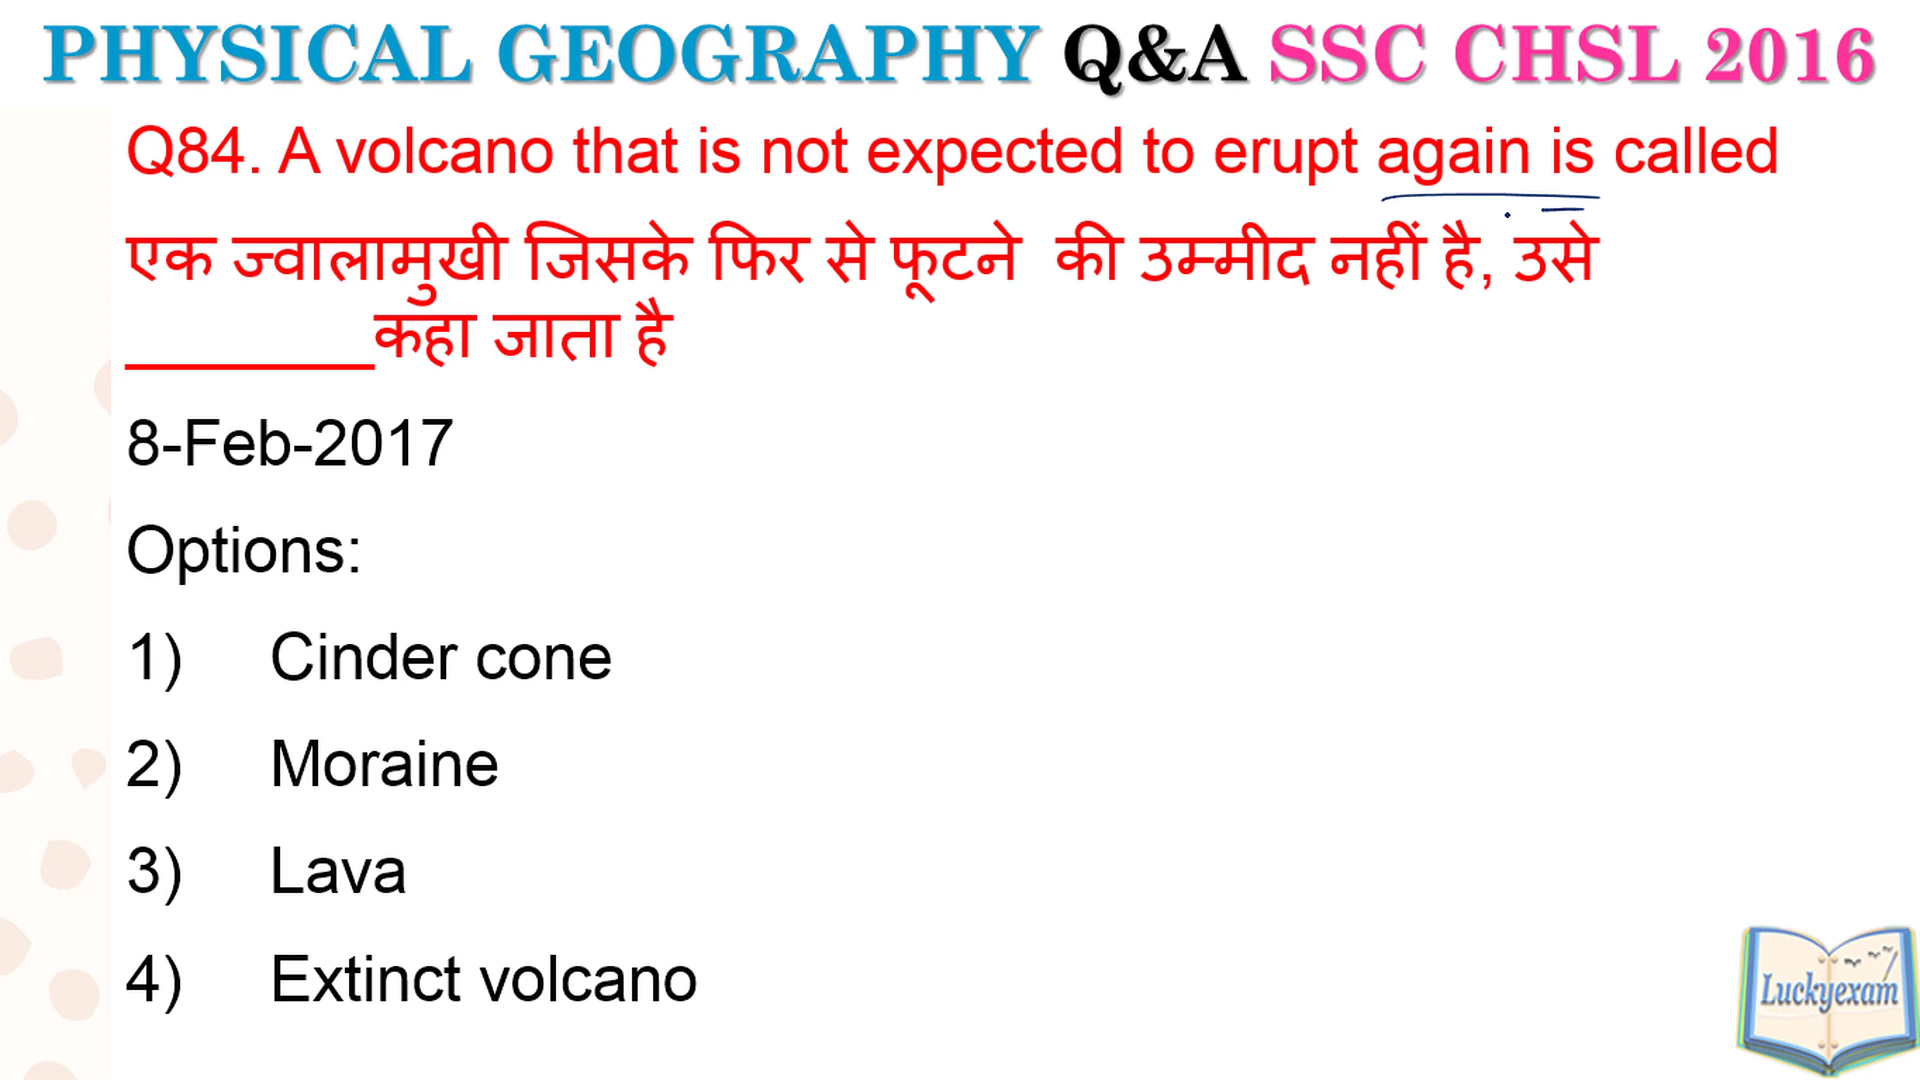 PHYSICAL GEOGRAPHY Q&A SSC CHSL 2016
Q84. A volcano that is not expected to erupt again is called
एक ज्वालामुखी जिसके फिर से फूटने की उम्मीद नहीं है, उसे
_______कहा जाता है
8-Feb-2017
Options:
1) Cinder cone
2) Moraine
3) Lava
4) Extinct volcano
Luckyexam